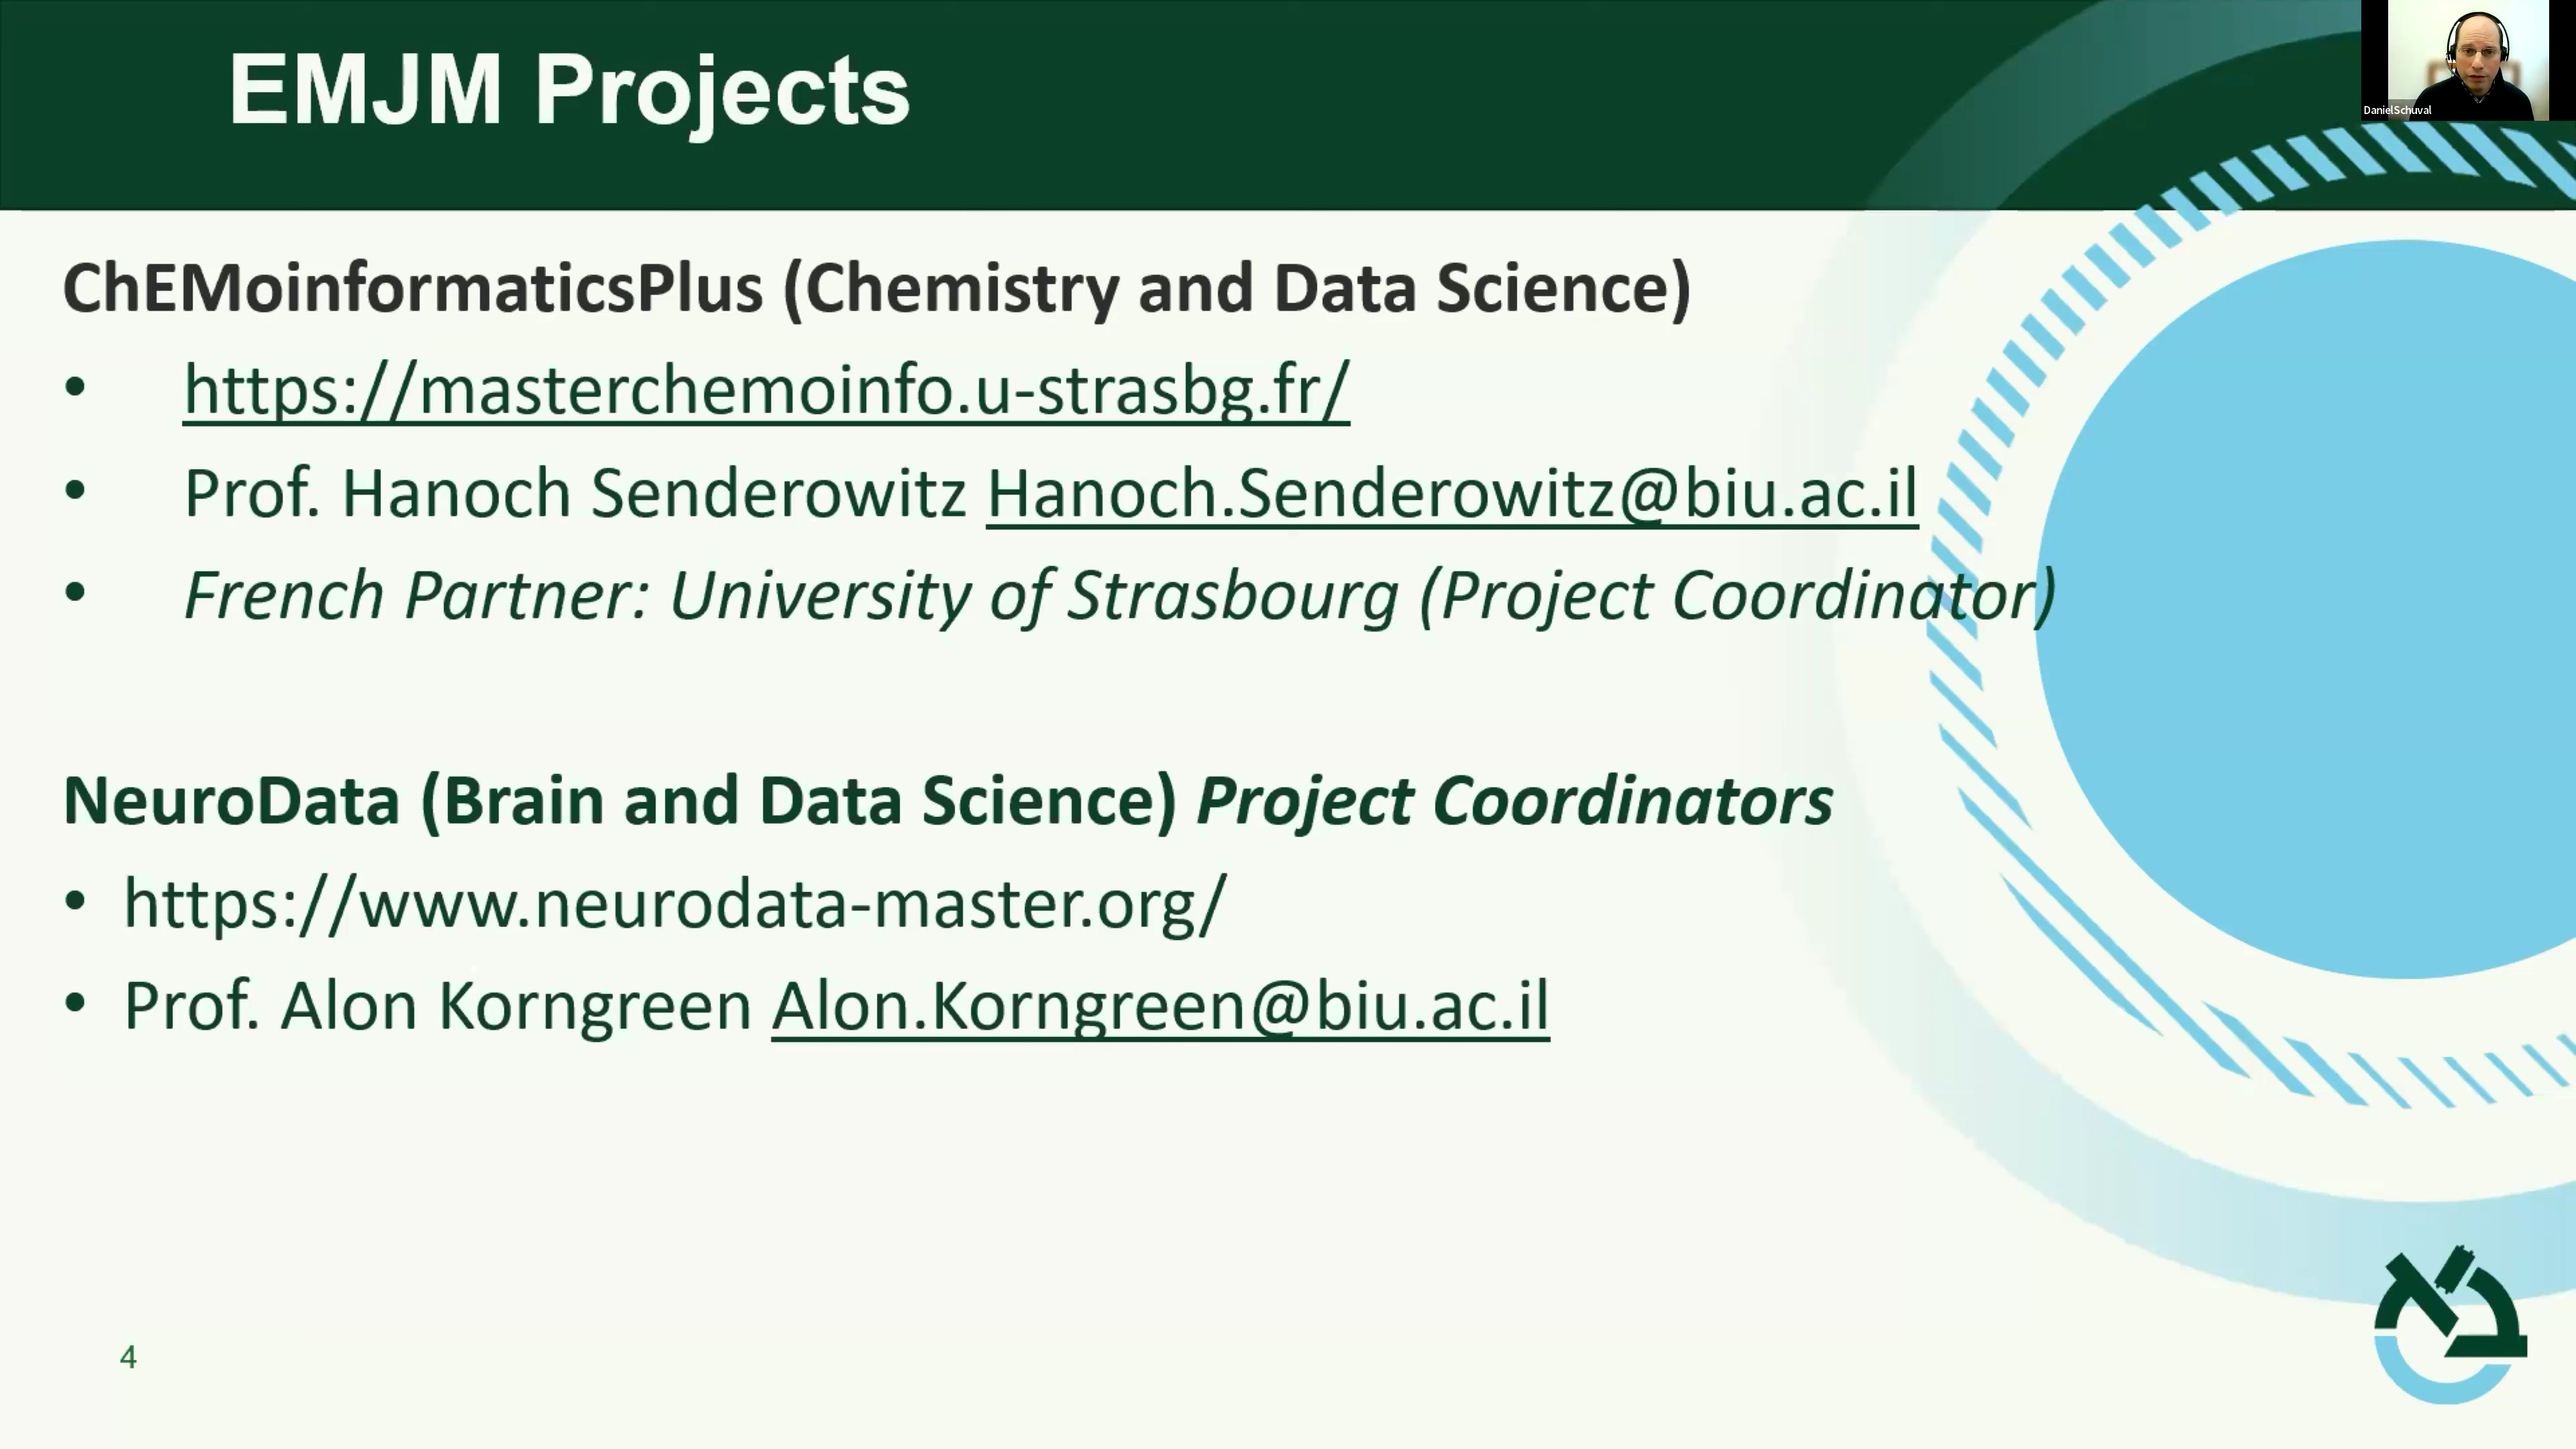 EMJM Projects
DanielSchuval
ChEMoinformaticsPlus (Chemistry and Data Science)
• https://masterchemoinfo.u-strasbg.fr/
• Prof. Hanoch Senderowitz Hanoch.Senderowitz@biu.ac.il
• French Partner: University of Strasbourg (Project Coordinator)
NeuroData (Brain and Data Science) Project Coordinators
• https://www.neurodata-master.org/
• Prof. Alon Korngreen Alon.Korngreen@biu.ac.il
4